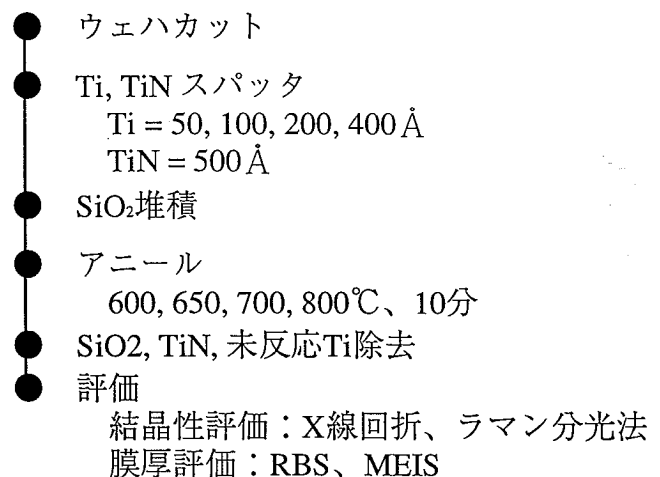 ウェハカット
Ti, TiN スパッタ
Ti = 50, 100, 200, 400Å
TiN = 500Å
SiO₂堆積
アニール
600, 650, 700, 800℃、10分
SiO2, TiN, 未反応Ti除去
評価
結晶性評価：X線回折、ラマン分光法
膜厚評価：RBS、MEIS